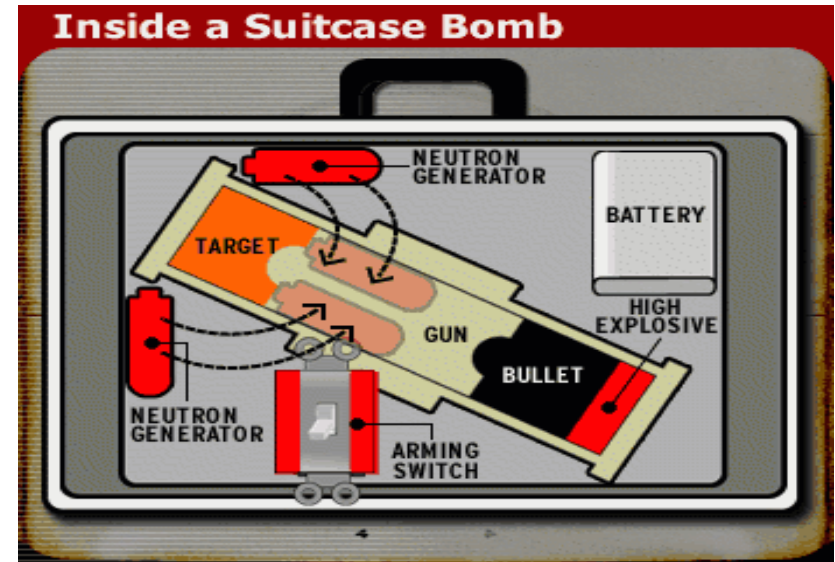 Inside a Suitcase Bomb
NEUTRON
GENERATOR
BATTERY
TARGET
HIGH
EXPLOSIVE
GUN
BULLET
NEUTRON
GENERATOR
ARMING
SWITCH